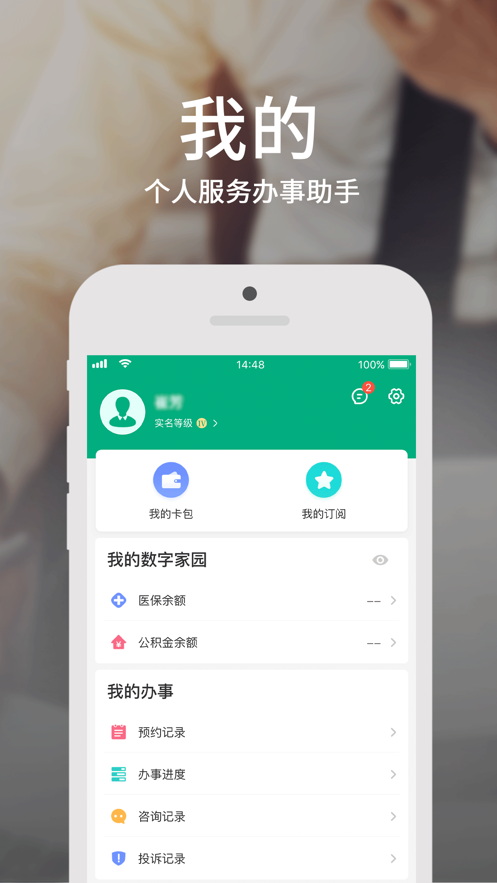 我的
个人服务办事助手
14:48
100%
2
实名等级 IV
我的卡包
我的订阅
我的数字家园
医保余额
--
公积金余额
--
我的办事
预约记录
办事进度
咨询记录
投诉记录